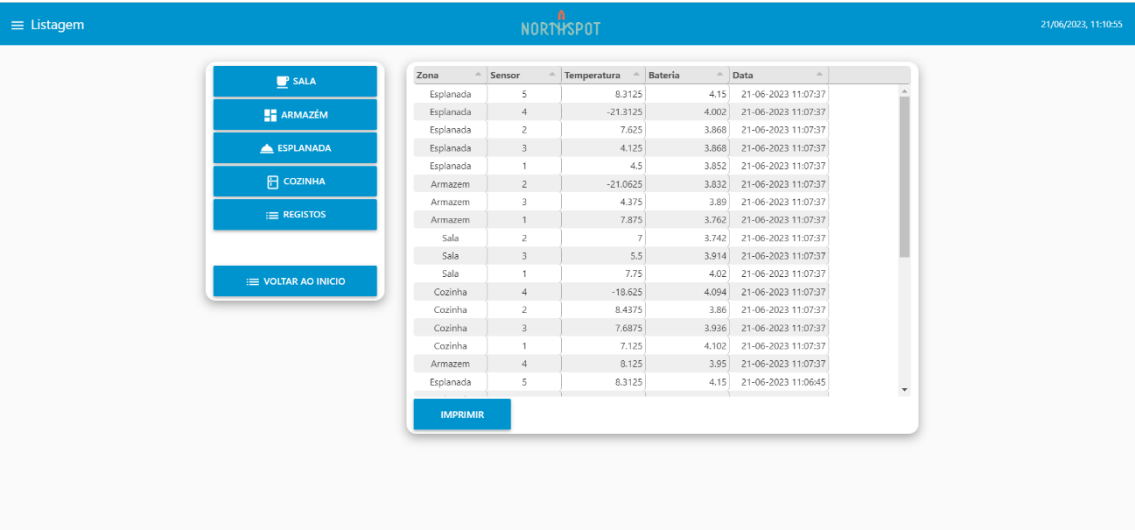 Listagem
NORTHSPOT
21/06/2023, 11:10:55
SALA
ARMAZÉM
ESPLANADA
COZINHA
REGISTOS
VOLTAR AO INICIO
Zona Sensor Temperatura Bateria Data
Esplanada 5 8.3125 4.15 21-06-2023 11:07:37
Esplanada 4 -21.3125 4.002 21-06-2023 11:07:37
Esplanada 2 7.625 3.868 21-06-2023 11:07:37
Esplanada 3 4.125 3.868 21-06-2023 11:07:37
Esplanada 1 4.5 3.852 21-06-2023 11:07:37
Armazem 2 -21.0625 3.832 21-06-2023 11:07:37
Armazem 3 4.375 3.89 21-06-2023 11:07:37
Armazem 1 7.875 3.762 21-06-2023 11:07:37
Sala 2 7 3.742 21-06-2023 11:07:37
Sala 3 5.5 3.914 21-06-2023 11:07:37
Sala 1 7.75 4.02 21-06-2023 11:07:37
Cozinha 4 -18.625 4.094 21-06-2023 11:07:37
Cozinha 2 8.4375 3.86 21-06-2023 11:07:37
Cozinha 3 7.6875 3.936 21-06-2023 11:07:37
Cozinha 1 7.125 4.102 21-06-2023 11:07:37
Armazem 4 8.125 3.95 21-06-2023 11:07:37
Esplanada 5 8.3125 4.15 21-06-2023 11:06:45
IMPRIMIR